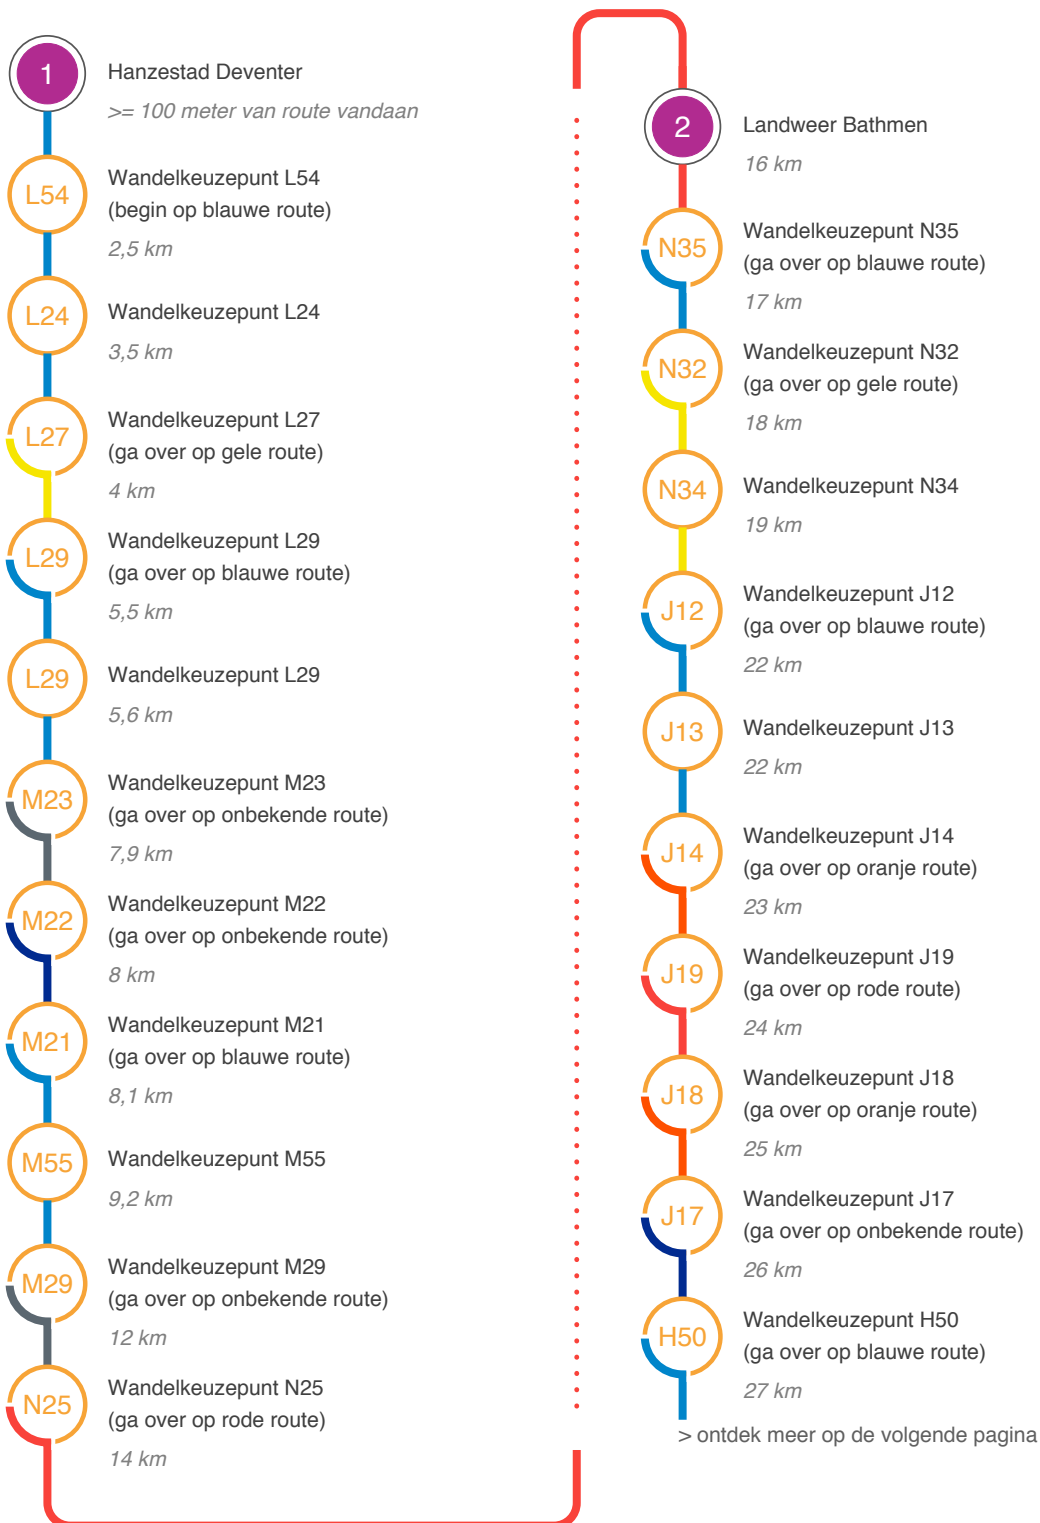 1
Hanzestad Deventer
>= 100 meter van route vandaan
L54
Wandelkeuzepunt L54
(begin op blauwe route)
2,5 km
L24
Wandelkeuzepunt L24
3,5 km
L27
Wandelkeuzepunt L27
(ga over op gele route)
4 km
L29
Wandelkeuzepunt L29
(ga over op blauwe route)
5,5 km
L29
Wandelkeuzepunt L29
5,6 km
M23
Wandelkeuzepunt M23
(ga over op onbekende route)
7,9 km
M22
Wandelkeuzepunt M22
(ga over op onbekende route)
8 km
M21
Wandelkeuzepunt M21
(ga over op blauwe route)
8,1 km
M55
Wandelkeuzepunt M55
9,2 km
M29
Wandelkeuzepunt M29
(ga over op onbekende route)
12 km
N25
Wandelkeuzepunt N25
(ga over op rode route)
14 km
2
Landweer Bathmen
16 km
N35
Wandelkeuzepunt N35
(ga over op blauwe route)
17 km
N32
Wandelkeuzepunt N32
(ga over op gele route)
18 km
N34
Wandelkeuzepunt N34
19 km
J12
Wandelkeuzepunt J12
(ga over op blauwe route)
22 km
J13
Wandelkeuzepunt J13
22 km
J14
Wandelkeuzepunt J14
(ga over op oranje route)
23 km
J19
Wandelkeuzepunt J19
(ga over op rode route)
24 km
J18
Wandelkeuzepunt J18
(ga over op oranje route)
25 km
J17
Wandelkeuzepunt J17
(ga over op onbekende route)
26 km
H50
Wandelkeuzepunt H50
(ga over op blauwe route)
27 km
> ontdek meer op de volgende pagina